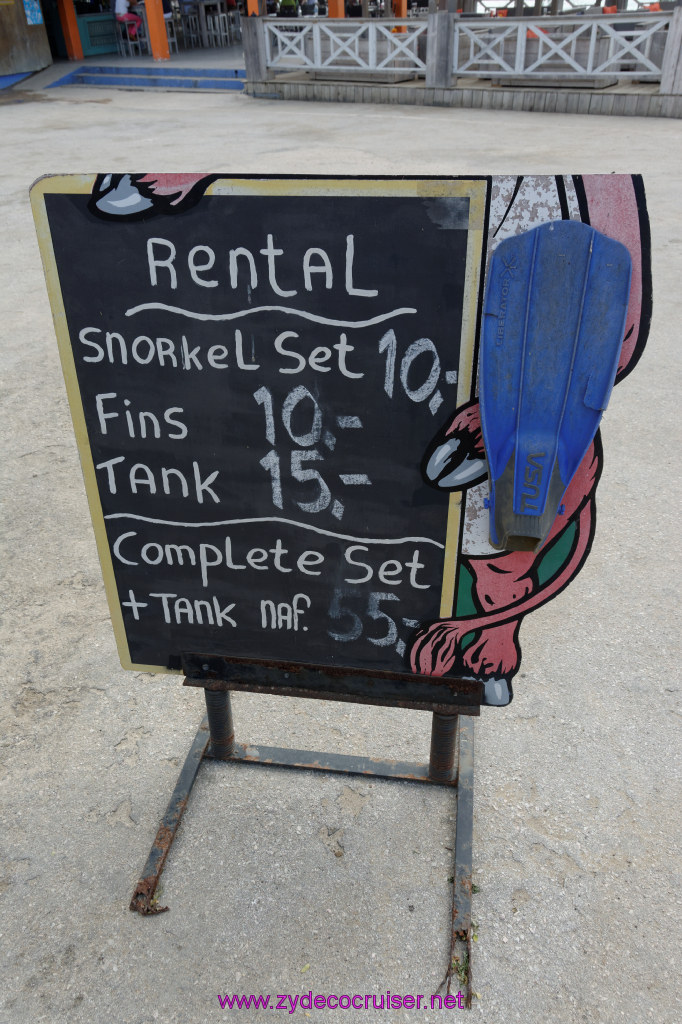 Rental
Snorkel Set 10,-
Fins 10,-
Tank 15,-
Complete Set
+ Tank naf. 55,-
TUSA
www.zydecocruiser.net